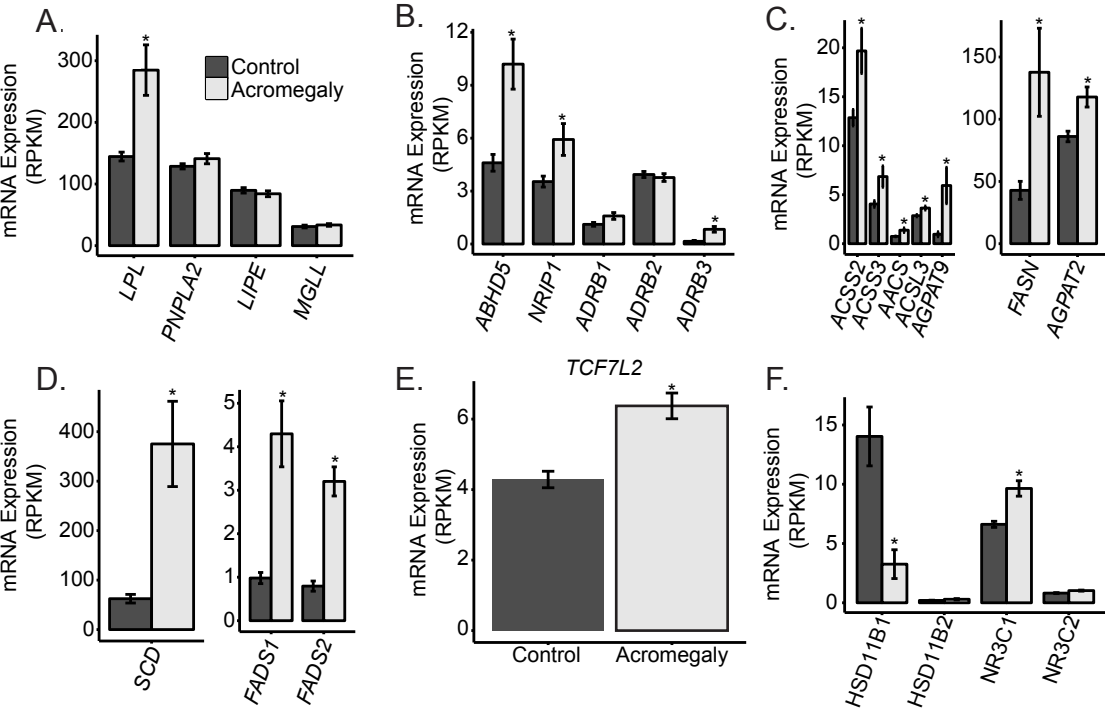 A.
mRNA Expression
(RPKM)
300
200
100
0
*
Control
Acromegaly
LPL
PNPLA2
LIPE
MGLL
B.
mRNA Expression
(RPKM)
12
9
6
3
0
*
*
*
ABHD5
NRIP1
ADRB1
ADRB2
ADRB3
C.
mRNA Expression
(RPKM)
20
15
10
5
0
*
*
*
*
*
ACSS2
ACSS3
AACS
ACSL3
AGPAT9
150
100
50
0
*
*
FASN
AGPAT2
D.
mRNA Expression
(RPKM)
400
300
200
100
0
*
SCD
5
4
3
2
1
0
*
*
FADS1
FADS2
E.
TCF7L2
mRNA Expression
(RPKM)
6
4
2
0
*
Control
Acromegaly
F.
mRNA Expression
(RPKM)
15
10
5
0
*
*
HSD11B1
HSD11B2
NR3C1
NR3C2